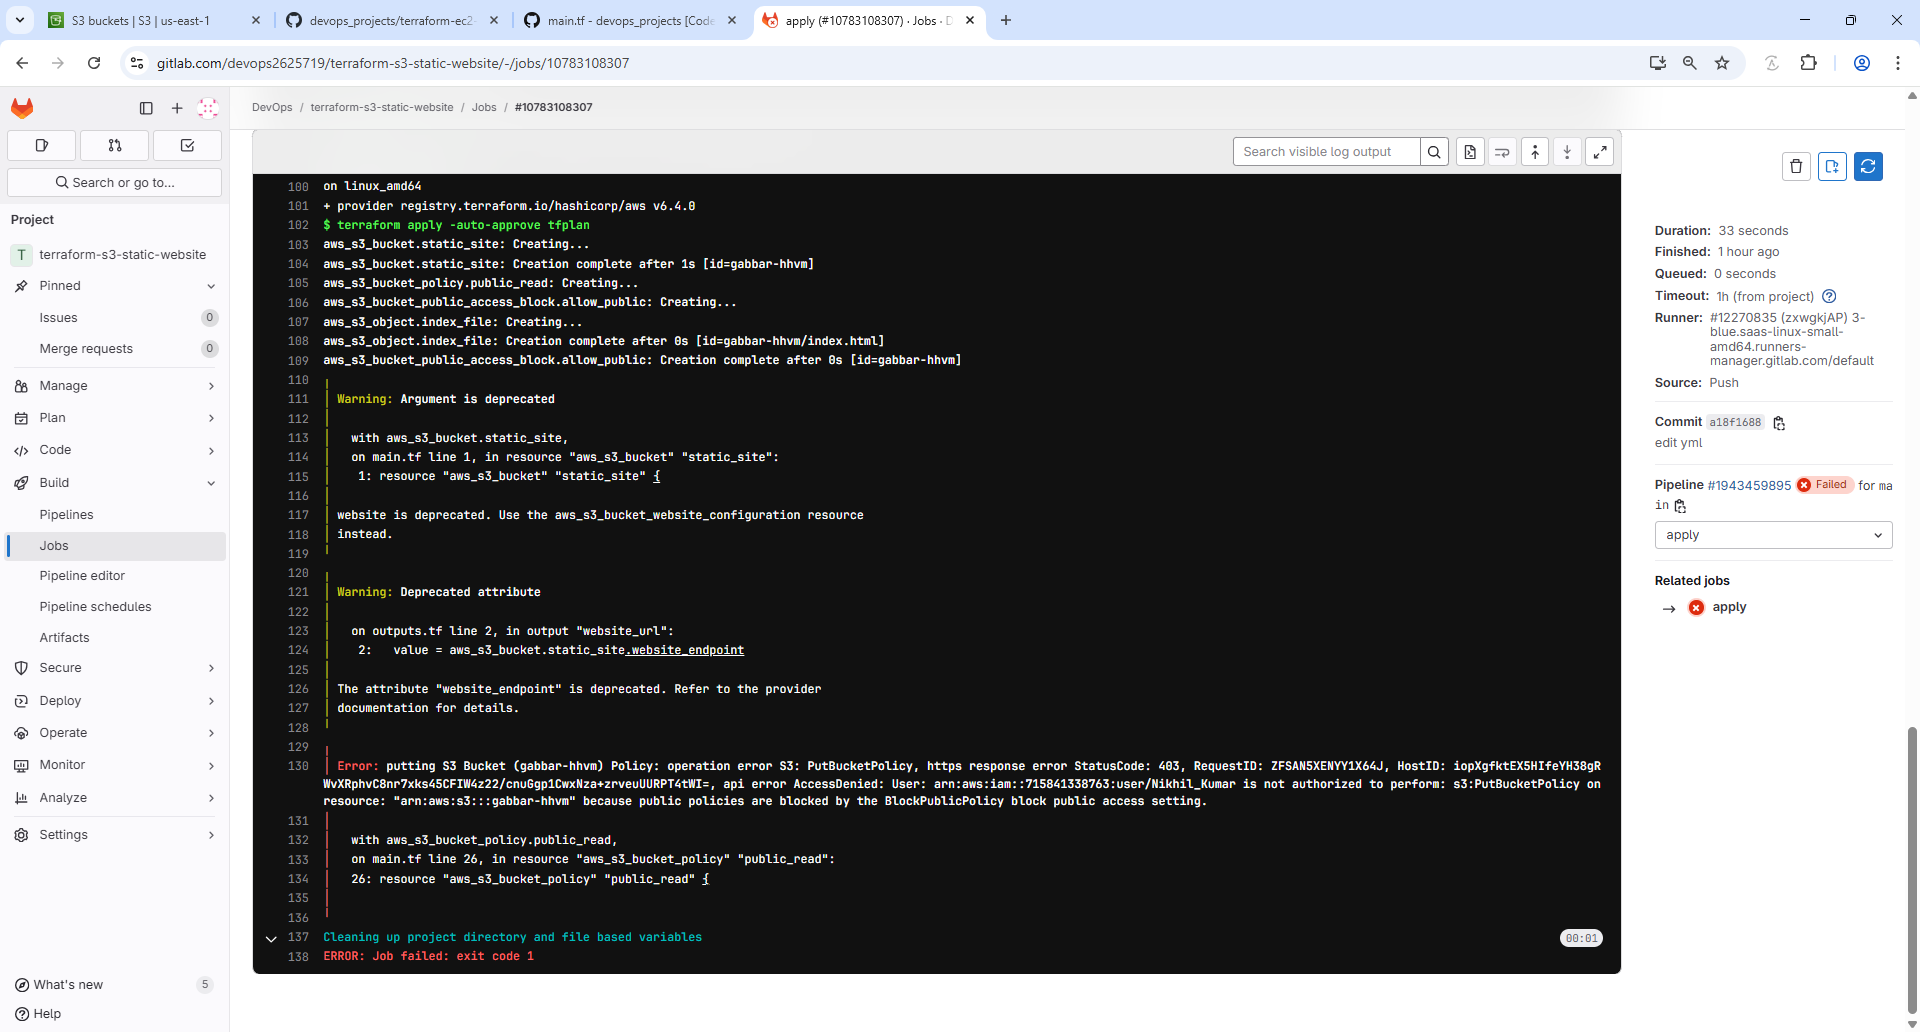 S3 buckets | S3 | us-east-1
devops_projects/terraform-ec2
main.tf - devops_projects [Code
apply (#10783108307) · Jobs · D
gitlab.com/devops2625719/terraform-s3-static-website/-/jobs/10783108307
DevOps / terraform-s3-static-website / Jobs / #10783108307
Search or go to...
Project
T terraform-s3-static-website
Pinned
Issues 0
Merge requests 0
Manage
Plan
Code
Build
Pipelines
Jobs
Pipeline editor
Pipeline schedules
Artifacts
Secure
Deploy
Operate
Monitor
Analyze
Settings
What's new 5
Help
Search visible log output
100 on linux_amd64
101 + provider registry.terraform.io/hashicorp/aws v6.4.0
102 $ terraform apply -auto-approve tfplan
103 aws_s3_bucket.static_site: Creating...
104 aws_s3_bucket.static_site: Creation complete after 1s [id=gabbar-hhvm]
105 aws_s3_bucket_policy.public_read: Creating...
106 aws_s3_bucket_public_access_block.allow_public: Creating...
107 aws_s3_object.index_file: Creating...
108 aws_s3_object.index_file: Creation complete after 0s [id=gabbar-hhvm/index.html]
109 aws_s3_bucket_public_access_block.allow_public: Creation complete after 0s [id=gabbar-hhvm]
110
111 Warning: Argument is deprecated
112
113 with aws_s3_bucket.static_site,
114 on main.tf line 1, in resource "aws_s3_bucket" "static_site":
115 1: resource "aws_s3_bucket" "static_site" {
116
117 website is deprecated. Use the aws_s3_bucket_website_configuration resource
118 instead.
119
120
121 Warning: Deprecated attribute
122
123 on outputs.tf line 2, in output "website_url":
124 2: value = aws_s3_bucket.static_site.website_endpoint
125
126 The attribute "website_endpoint" is deprecated. Refer to the provider
127 documentation for details.
128
129
130 Error: putting S3 Bucket (gabbar-hhvm) Policy: operation error S3: PutBucketPolicy, https response error StatusCode: 403, RequestID: ZFSAN5XENYY1X64J, HostID: iopXgfktEX5HIfeYH38gR
WvXRphvC8nr7xks45CFIW4z22/cnuGgp1CwxNza+zrveuUURPT4tWI=, api error AccessDenied: User: arn:aws:iam::715841338763:user/Nikhil_Kumar is not authorized to perform: s3:PutBucketPolicy on
resource: "arn:aws:s3:::gabbar-hhvm" because public policies are blocked by the BlockPublicPolicy block public access setting.
131
132 with aws_s3_bucket_policy.public_read,
133 on main.tf line 26, in resource "aws_s3_bucket_policy" "public_read":
134 26: resource "aws_s3_bucket_policy" "public_read" {
135
136
137 Cleaning up project directory and file based variables 00:01
138 ERROR: Job failed: exit code 1
Duration: 33 seconds
Finished: 1 hour ago
Queued: 0 seconds
Timeout: 1h (from project)
Runner: #12270835 (zxwgkjAP) 3-
blue.saas-linux-small-
amd64.runners-
manager.gitlab.com/default
Source: Push
Commit a18f1688
edit yml
Pipeline #1943459895 Failed for ma
in
apply
Related jobs
→ apply